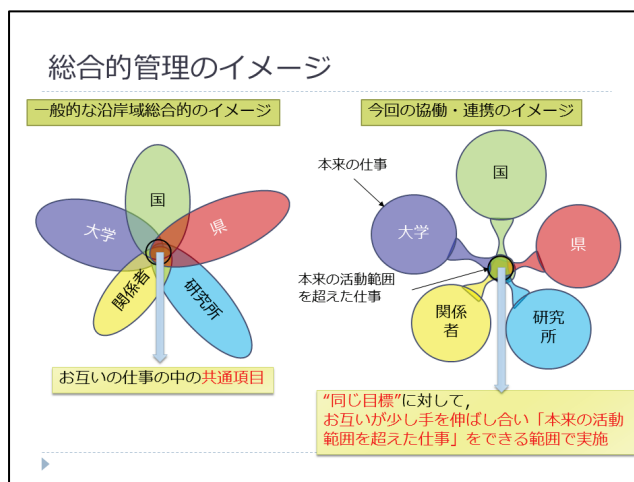 総合的管理のイメージ
一般的な沿岸域総合的のイメージ
国
大学
県
関係者
研究所
お互いの仕事の中の共通項目
今回の協働・連携のイメージ
本来の仕事
国
大学
県
本来の活動範囲
を超えた仕事
関係
者
研究
所
“同じ目標”に対して,
お互いが少し手を伸ばし合い「本来の活動
範囲を超えた仕事」をできる範囲で実施